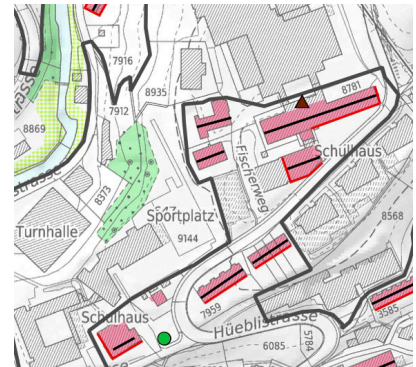 7916
8935
7912
8781
8869
Fischerweg
Schulhaus
8373
Sportplatz
8568
Turnhalle
9144
Schulhaus
7959
Hüeblistrasse
3585
5784
6085